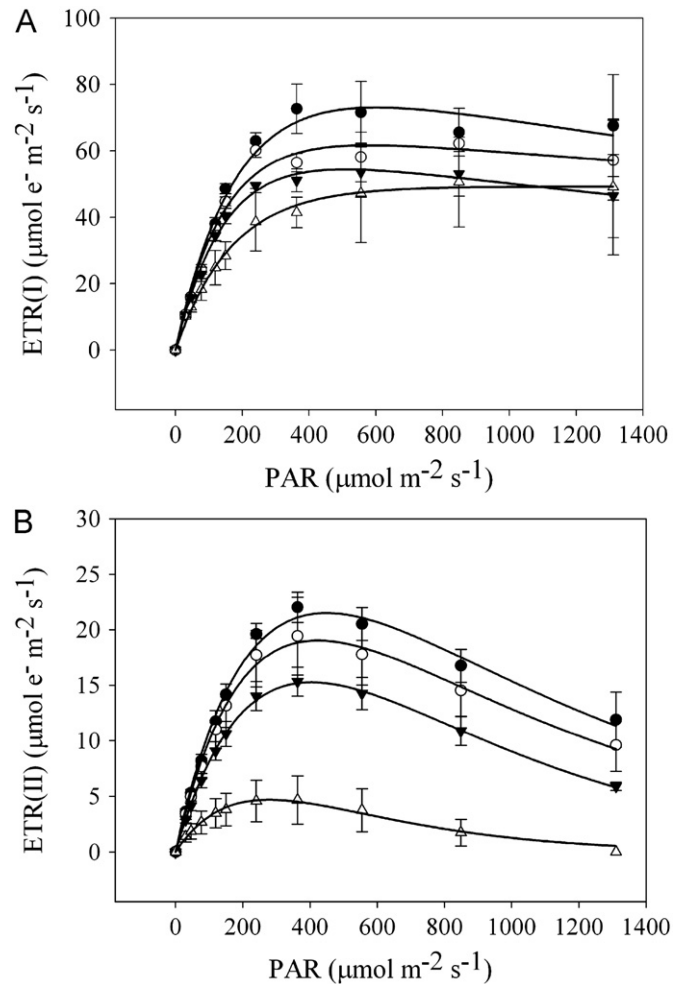 A
ETR(I) (μmol e⁻ m⁻² s⁻¹)
100
80
60
40
20
0
0 200 400 600 800 1000 1200 1400
PAR (μmol m⁻² s⁻¹)
B
ETR(II) (μmol e⁻ m⁻² s⁻¹)
30
25
20
15
10
5
0
0 200 400 600 800 1000 1200 1400
PAR (μmol m⁻² s⁻¹)